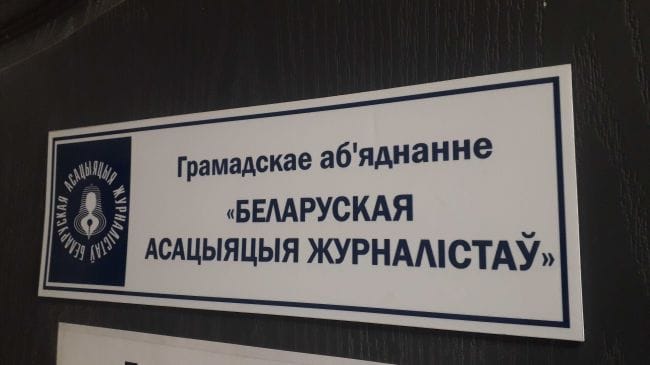 Грамадскае аб'яднанне
«БЕЛАРУСКАЯ
АСАЦЫЯЦЫЯ ЖУРНАЛІСТАЎ»
БЕЛАРУСКАЯ АСАЦЫЯЦЫЯ ЖУРНАЛІСТАЎ